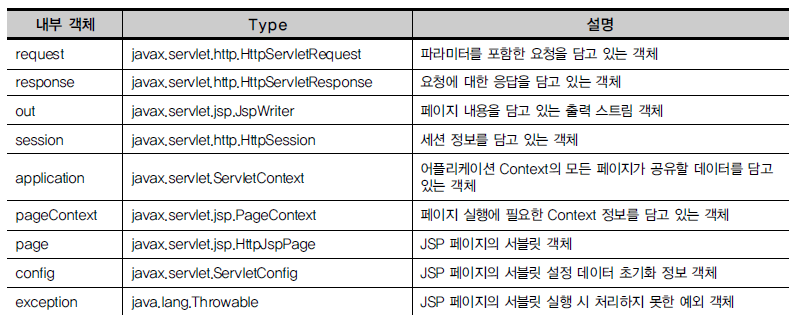 내부 객체 Type 설명
request javax.servlet.http.HttpServletRequest 파라미터를 포함한 요청을 담고 있는 객체
response javax.servlet.http.HttpServletResponse 요청에 대한 응답을 담고 있는 객체
out javax.servlet.jsp.JspWriter 페이지 내용을 담고 있는 출력 스트림 객체
session javax.servlet.http.HttpSession 세션 정보를 담고 있는 객체
application javax.servlet.ServletContext 어플리케이션 Context의 모든 페이지가 공유할 데이터를 담고
있는 객체
pageContext javax.servlet.jsp.PageContext 페이지 실행에 필요한 Context 정보를 담고 있는 객체
page javax.servlet.jsp.HttpJspPage JSP 페이지의 서블릿 객체
config javax.servlet.ServletConfig JSP 페이지의 서블릿 설정 데이터 초기화 정보 객체
exception java.lang.Throwable JSP 페이지의 서블릿 실행 시 처리하지 못한 예외 객체